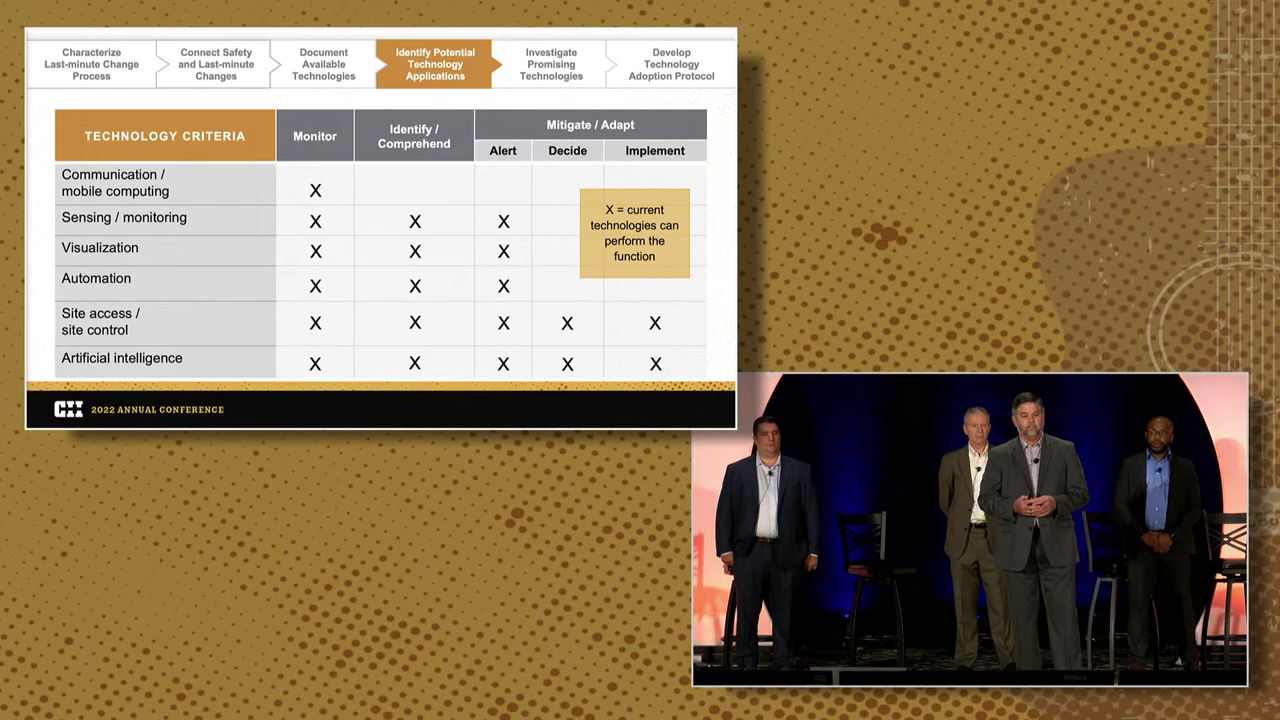 Characterize
Last-minute Change
Process
Connect Safety
and Last-minute
Changes
Document
Available
Technologies
Identify Potential
Technology
Applications
Investigate
Promising
Technologies
Develop
Technology
Adoption Protocol
TECHNOLOGY CRITERIA
Monitor
Identify /
Comprehend
Mitigate / Adapt
Alert
Decide
Implement
Communication /
mobile computing
X
Sensing / monitoring
X X X
Visualization
X X X
Automation
X X X
Site access /
site control
X X X X X
Artificial intelligence
X X X X X
X = current
technologies can
perform the
function
CII 2022 ANNUAL CONFERENCE